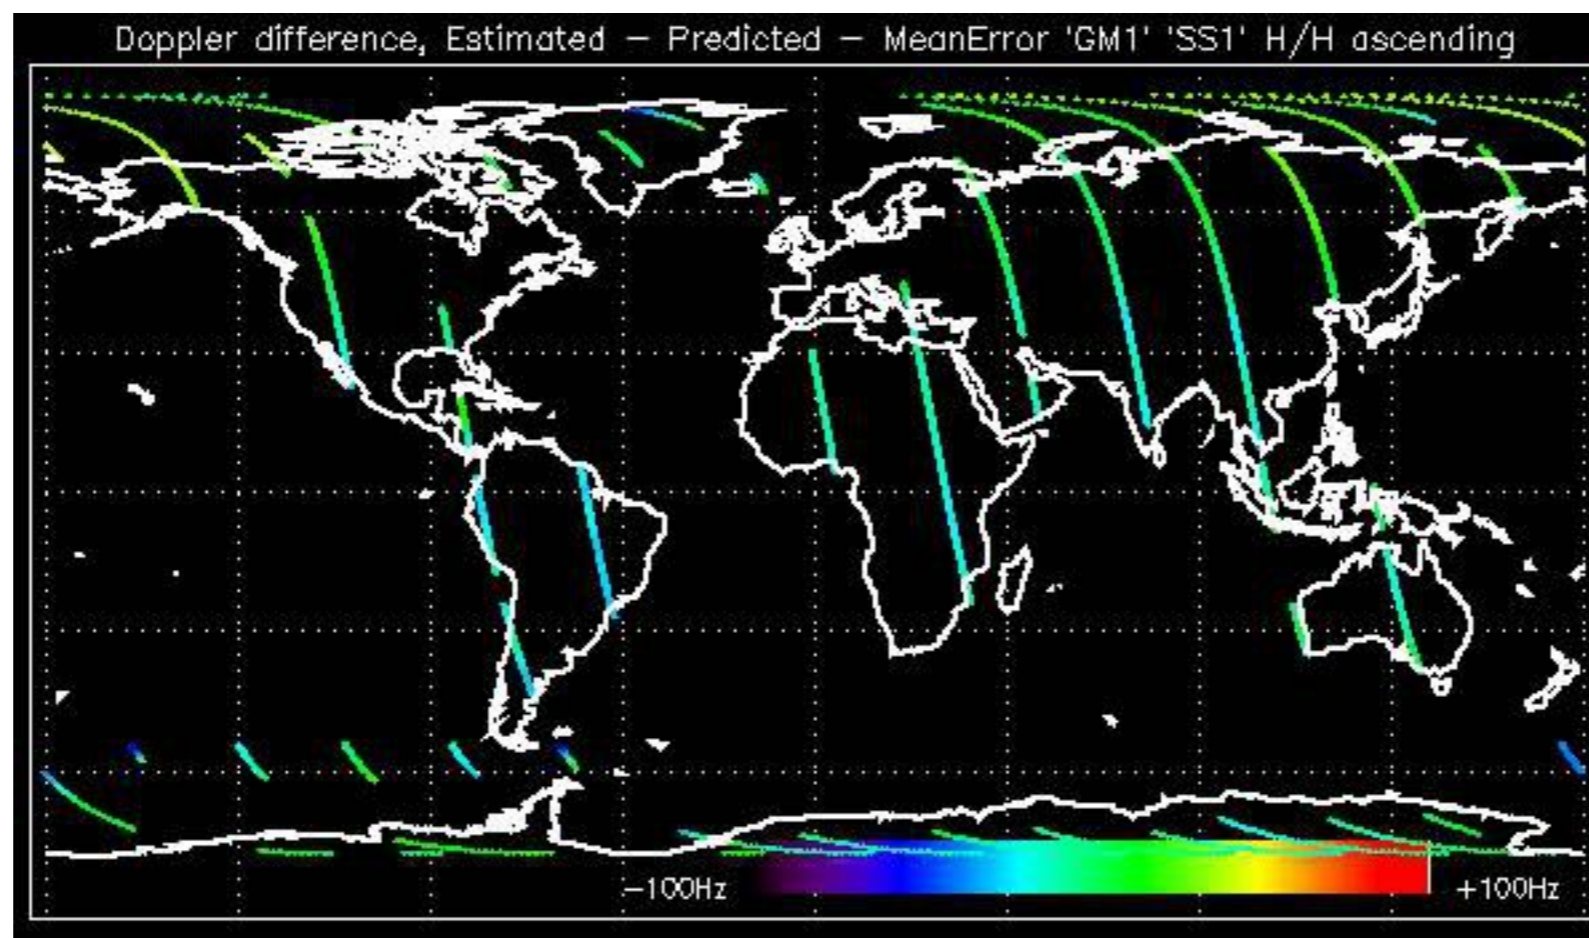 Doppler difference, Estimated — Predicted — MeanError 'GM1' 'SS1' H/H ascending
−100Hz
+100Hz